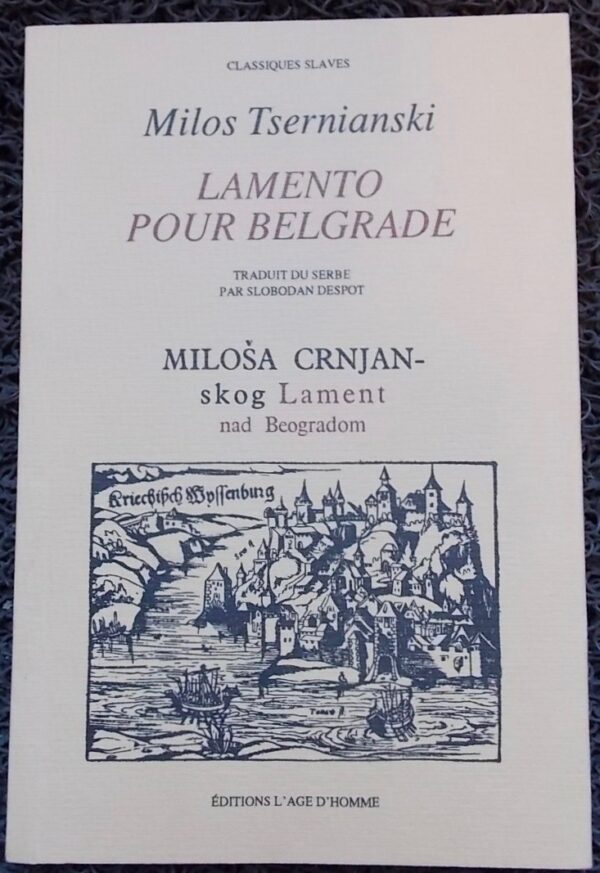 CLASSIQUES SLAVES
Milos Tsernianski
LAMENTO
POUR BELGRADE
TRADUIT DU SERBE
PAR SLOBODAN DESPOT
MILOŠA CRNJAN-
skog Lament
nad Beogradom
Kriechisch Wyssenburg
ÉDITIONS L'AGE D'HOMME